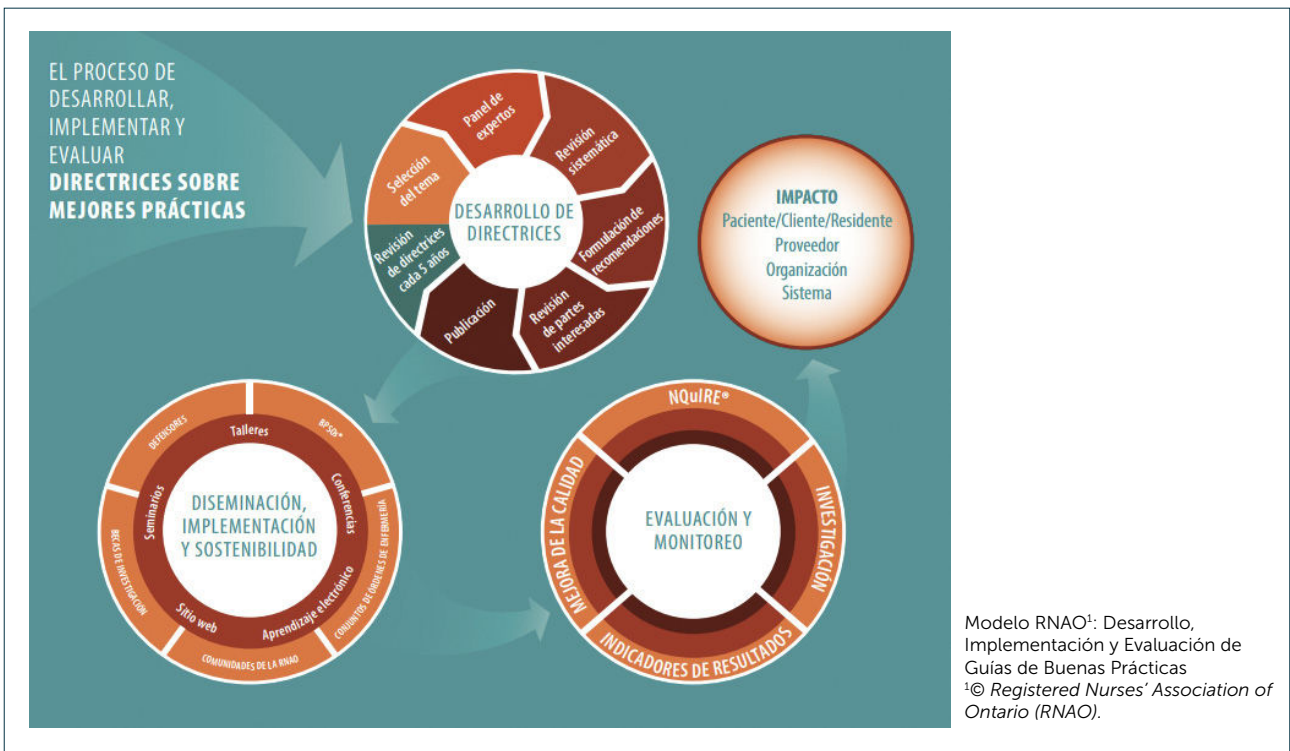 EL PROCESO DE
DESARROLLAR,
IMPLEMENTAR Y
EVALUAR
DIRECTRICES SOBRE
MEJORES PRÁCTICAS
Selección
del tema
Panel de
expertos
Revisión
sistemática
Formulación de
recomendaciones
Revisión
de partes
interesadas
Publicación
Revisión
de directrices
cada 5 años
DESARROLLO DE
DIRECTRICES
IMPACTO
Paciente/Cliente/Residente
Proveedor
Organización
Sistema
DEFENSORES
BPSOs®
CONJUNTOS DE ÓRDENES DE ENFERMERÍA
COMUNIDADES DE LA RNAO
BECAS DE INVESTIGACIÓN
Talleres
Conferencias
Aprendizaje electrónico
Sitio web
Seminarios
DISEMINACIÓN,
IMPLEMENTACIÓN
Y SOSTENIBILIDAD
NQuIRE®
INVESTIGACIÓN
INDICADORES DE RESULTADOS
MEJORA DE LA CALIDAD
EVALUACIÓN Y
MONITOREO
Modelo RNAO¹: Desarrollo,
Implementación y Evaluación de
Guías de Buenas Prácticas
¹© Registered Nurses’ Association of
Ontario (RNAO).